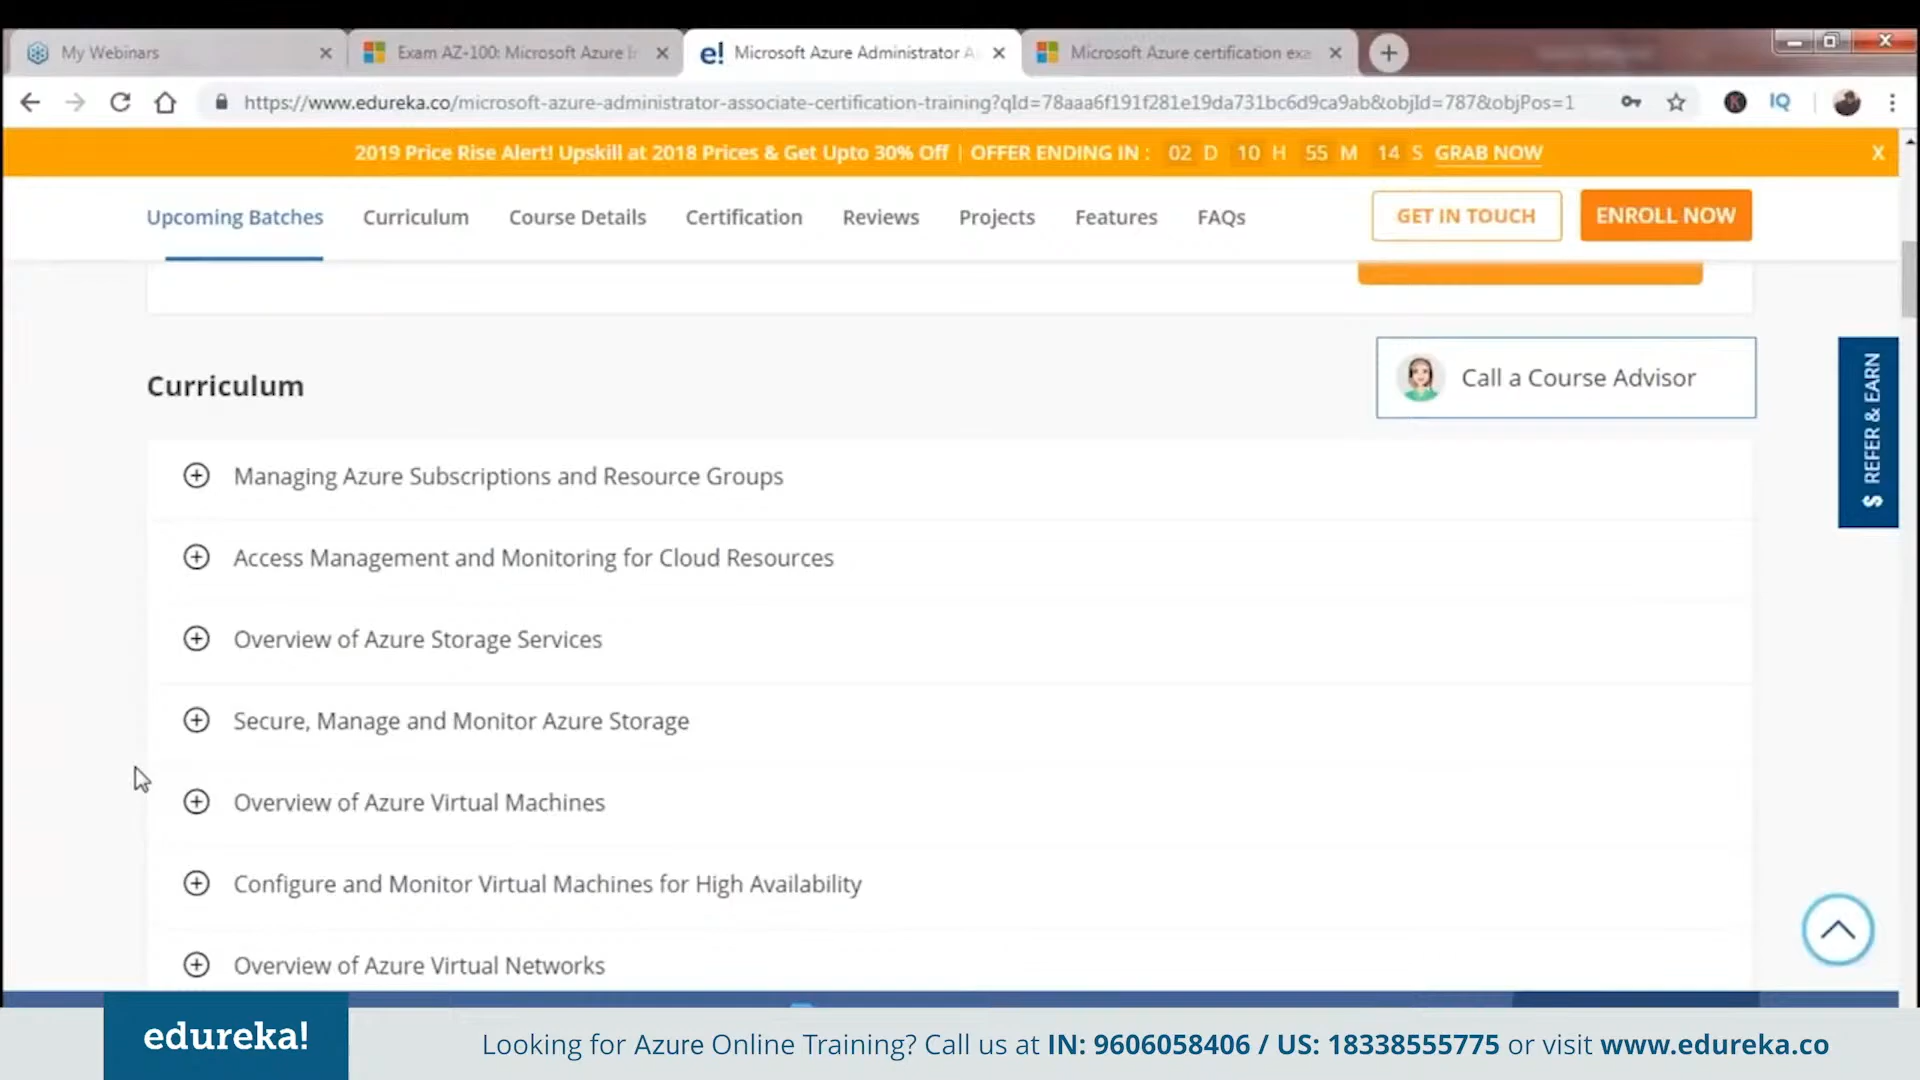 My Webinars
Exam AZ-100: Microsoft Azure I
e! Microsoft Azure Administrator A
Microsoft Azure certification exa
https://www.edureka.co/microsoft-azure-administrator-associate-certification-training?qId=78aaa6f191f281e19da731bc6d9ca9ab&objId=787&objPos=1
IQ
2019 Price Rise Alert! Upskill at 2018 Prices & Get Upto 30% Off | OFFER ENDING IN : 02 D 10 H 55 M 14 S GRAB NOW X
Upcoming Batches Curriculum Course Details Certification Reviews Projects Features FAQs GET IN TOUCH ENROLL NOW
Curriculum
Call a Course Advisor
$ REFER & EARN
Managing Azure Subscriptions and Resource Groups
Access Management and Monitoring for Cloud Resources
Overview of Azure Storage Services
Secure, Manage and Monitor Azure Storage
Overview of Azure Virtual Machines
Configure and Monitor Virtual Machines for High Availability
Overview of Azure Virtual Networks
edureka!
Looking for Azure Online Training? Call us at IN: 9606058406 / US: 18338555775 or visit www.edureka.co